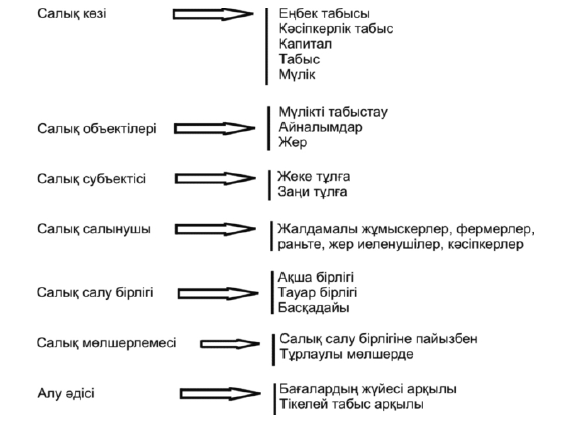 Салық көзі
Еңбек табысы
Кәсіпкерлік табыс
Капитал
Табыс
Мүлік
Салық объектілері
Мүлікті табыстау
Айналымдар
Жер
Салық субъектісі
Жеке тұлға
Заңи тұлға
Салық салынушы
Жалдамалы жұмыскерлер, фермерлер,
раньте, жер иеленушілер, кәсіпкерлер
Салық салу бірлігі
Ақша бірлігі
Тауар бірлігі
Басқадайы
Салық мөлшерлемесі
Салық салу бірлігіне пайызбен
Тұрлаулы мөлшерде
Алу әдісі
Бағалардың жүйесі арқылы
Тікелей табыс арқылы